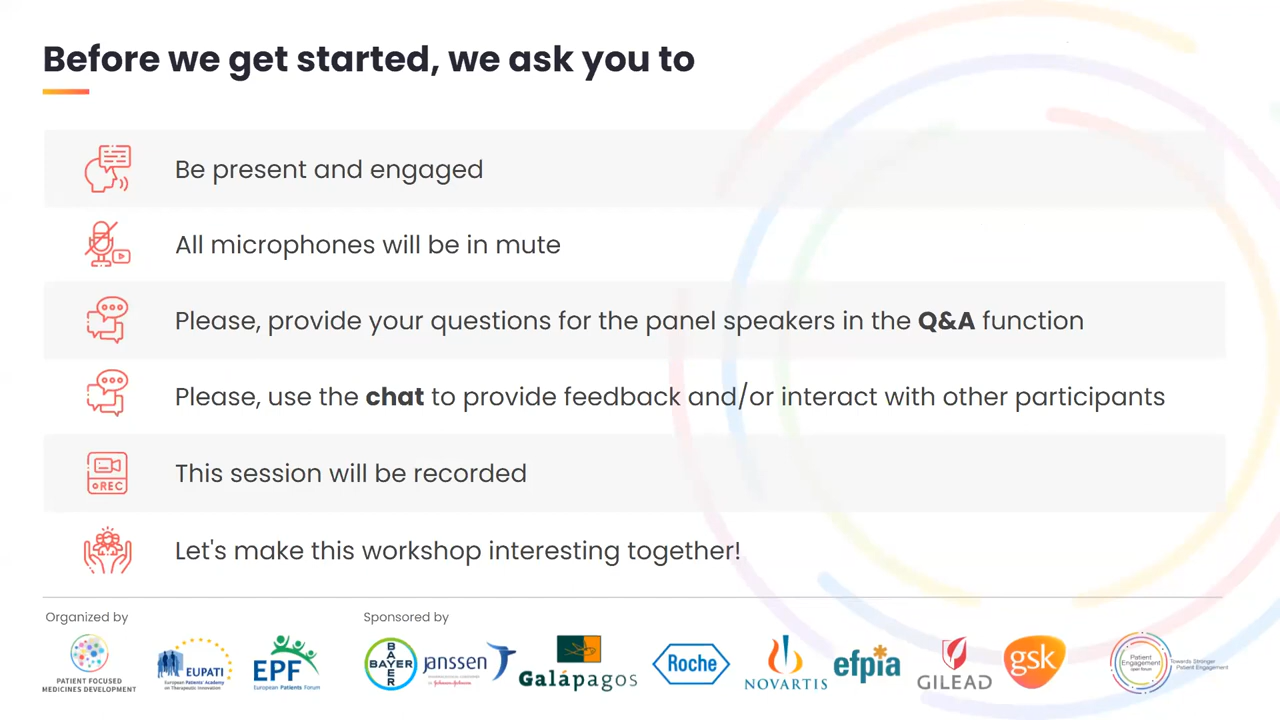 Before we get started, we ask you to
Be present and engaged
All microphones will be in mute
Please, provide your questions for the panel speakers in the Q&A function
Please, use the chat to provide feedback and/or interact with other participants
REC
This session will be recorded
Let's make this workshop interesting together!
Organized by
Sponsored by
PATIENT FOCUSED
MEDICINES DEVELOPMENT
EUPATI
European Patients' Academy
on Therapeutic Innovation
EPF
European Patients Forum
BAYER
BAYER
janssen
Galápagos
Roche
NOVARTIS
efpia
GILEAD
gsk
Patient
Engagement
open forum
Towards Stronger
Patient Engagement